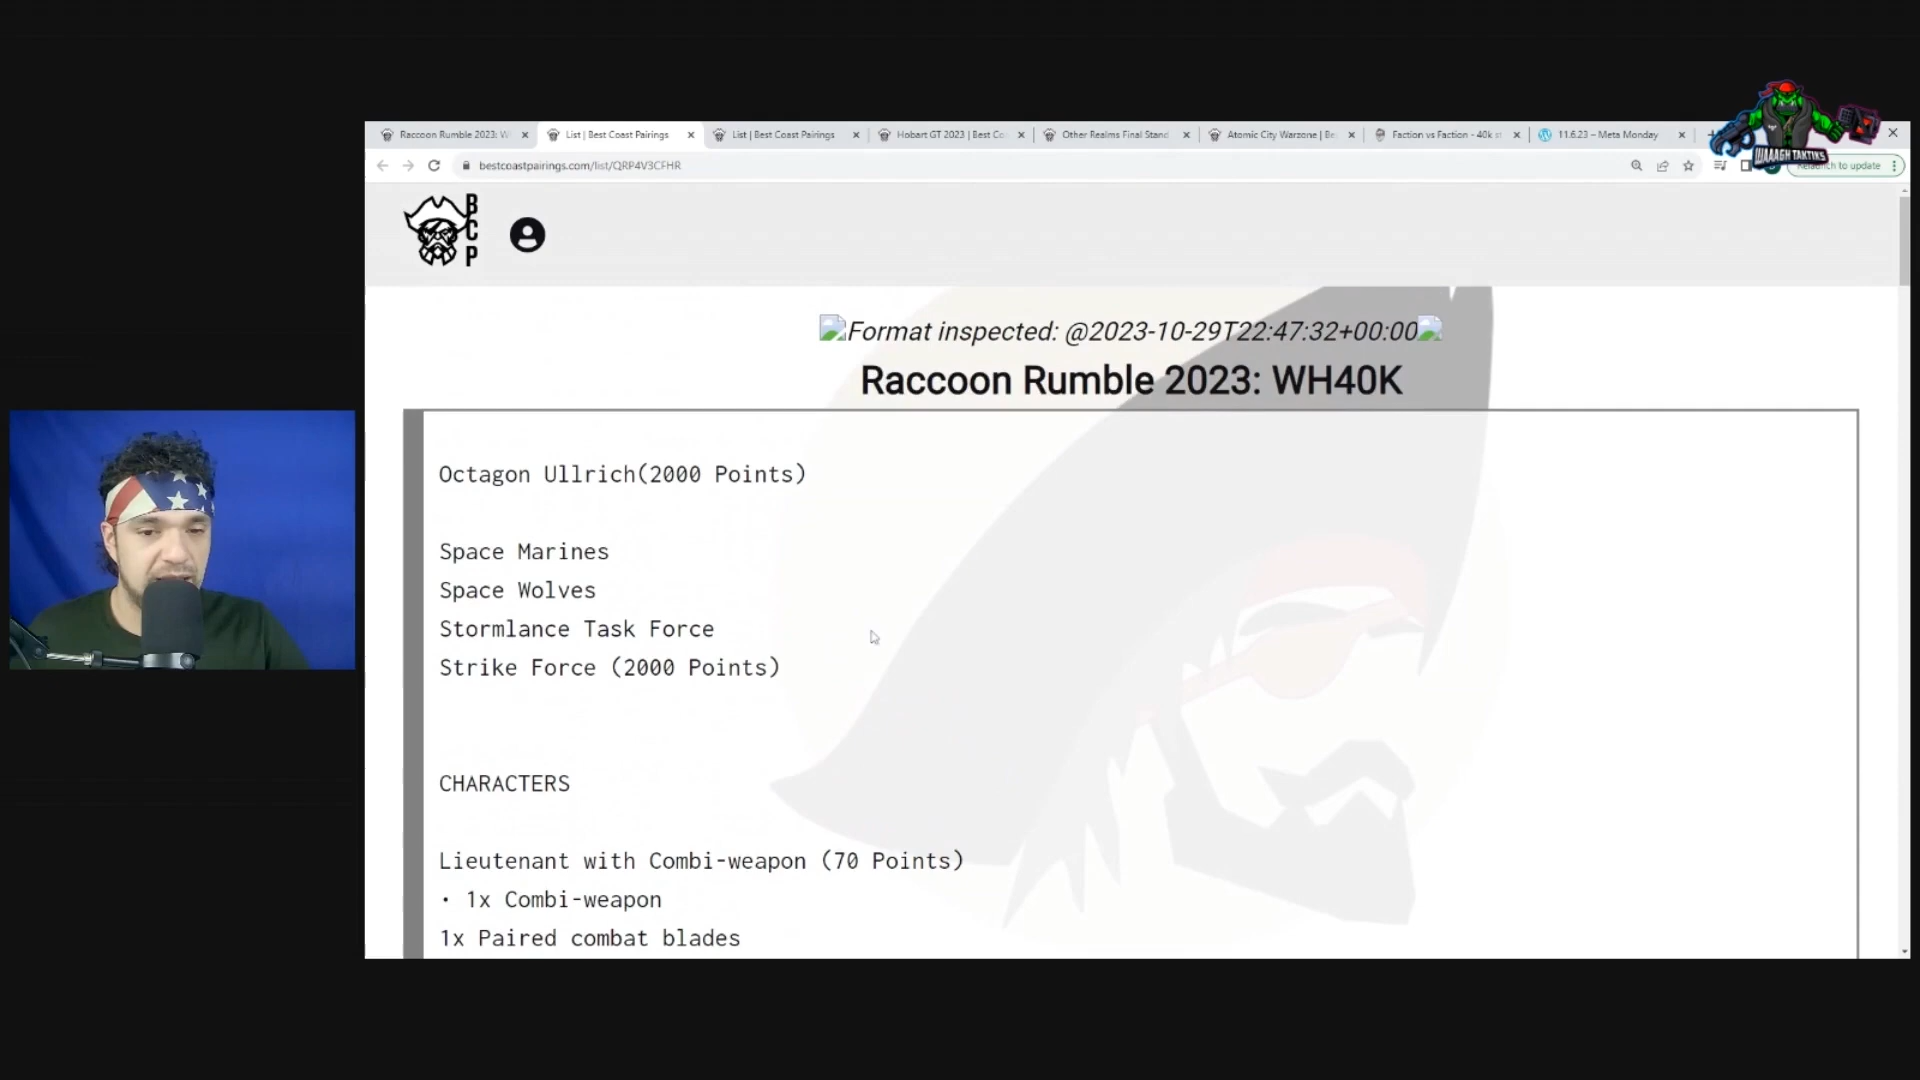 Raccoon Rumble 2023: W
List | Best Coast Pairings
List | Best Coast Pairings
Hobart GT 2023 | Best Co
Other Realms Final Stand
Atomic City Warzone | Be
Faction vs Faction - 40k st
11.6.23 – Meta Monday
WAAAGH TAKTIKS
bestcoastpairings.com/list/QRP4V3CFHR
Relaunch to update
BCP
Format inspected: @2023-10-29T22:47:32+00:00
Raccoon Rumble 2023: WH40K
Octagon Ullrich(2000 Points)
Space Marines
Space Wolves
Stormlance Task Force
Strike Force (2000 Points)
CHARACTERS
Lieutenant with Combi-weapon (70 Points)
• 1x Combi-weapon
1x Paired combat blades